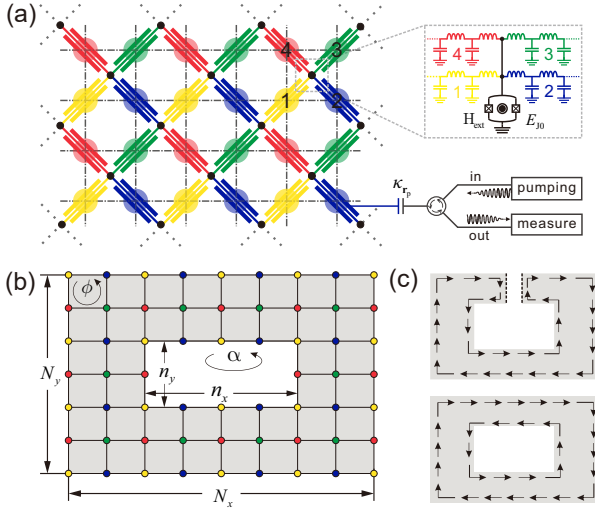 (a)
4 3
1 2
4 3
1 2
H_ext E_J0
κ_r_p
in pumping
out measure
(b) (c)
ϕ
α
N_y n_y
n_x
N_x